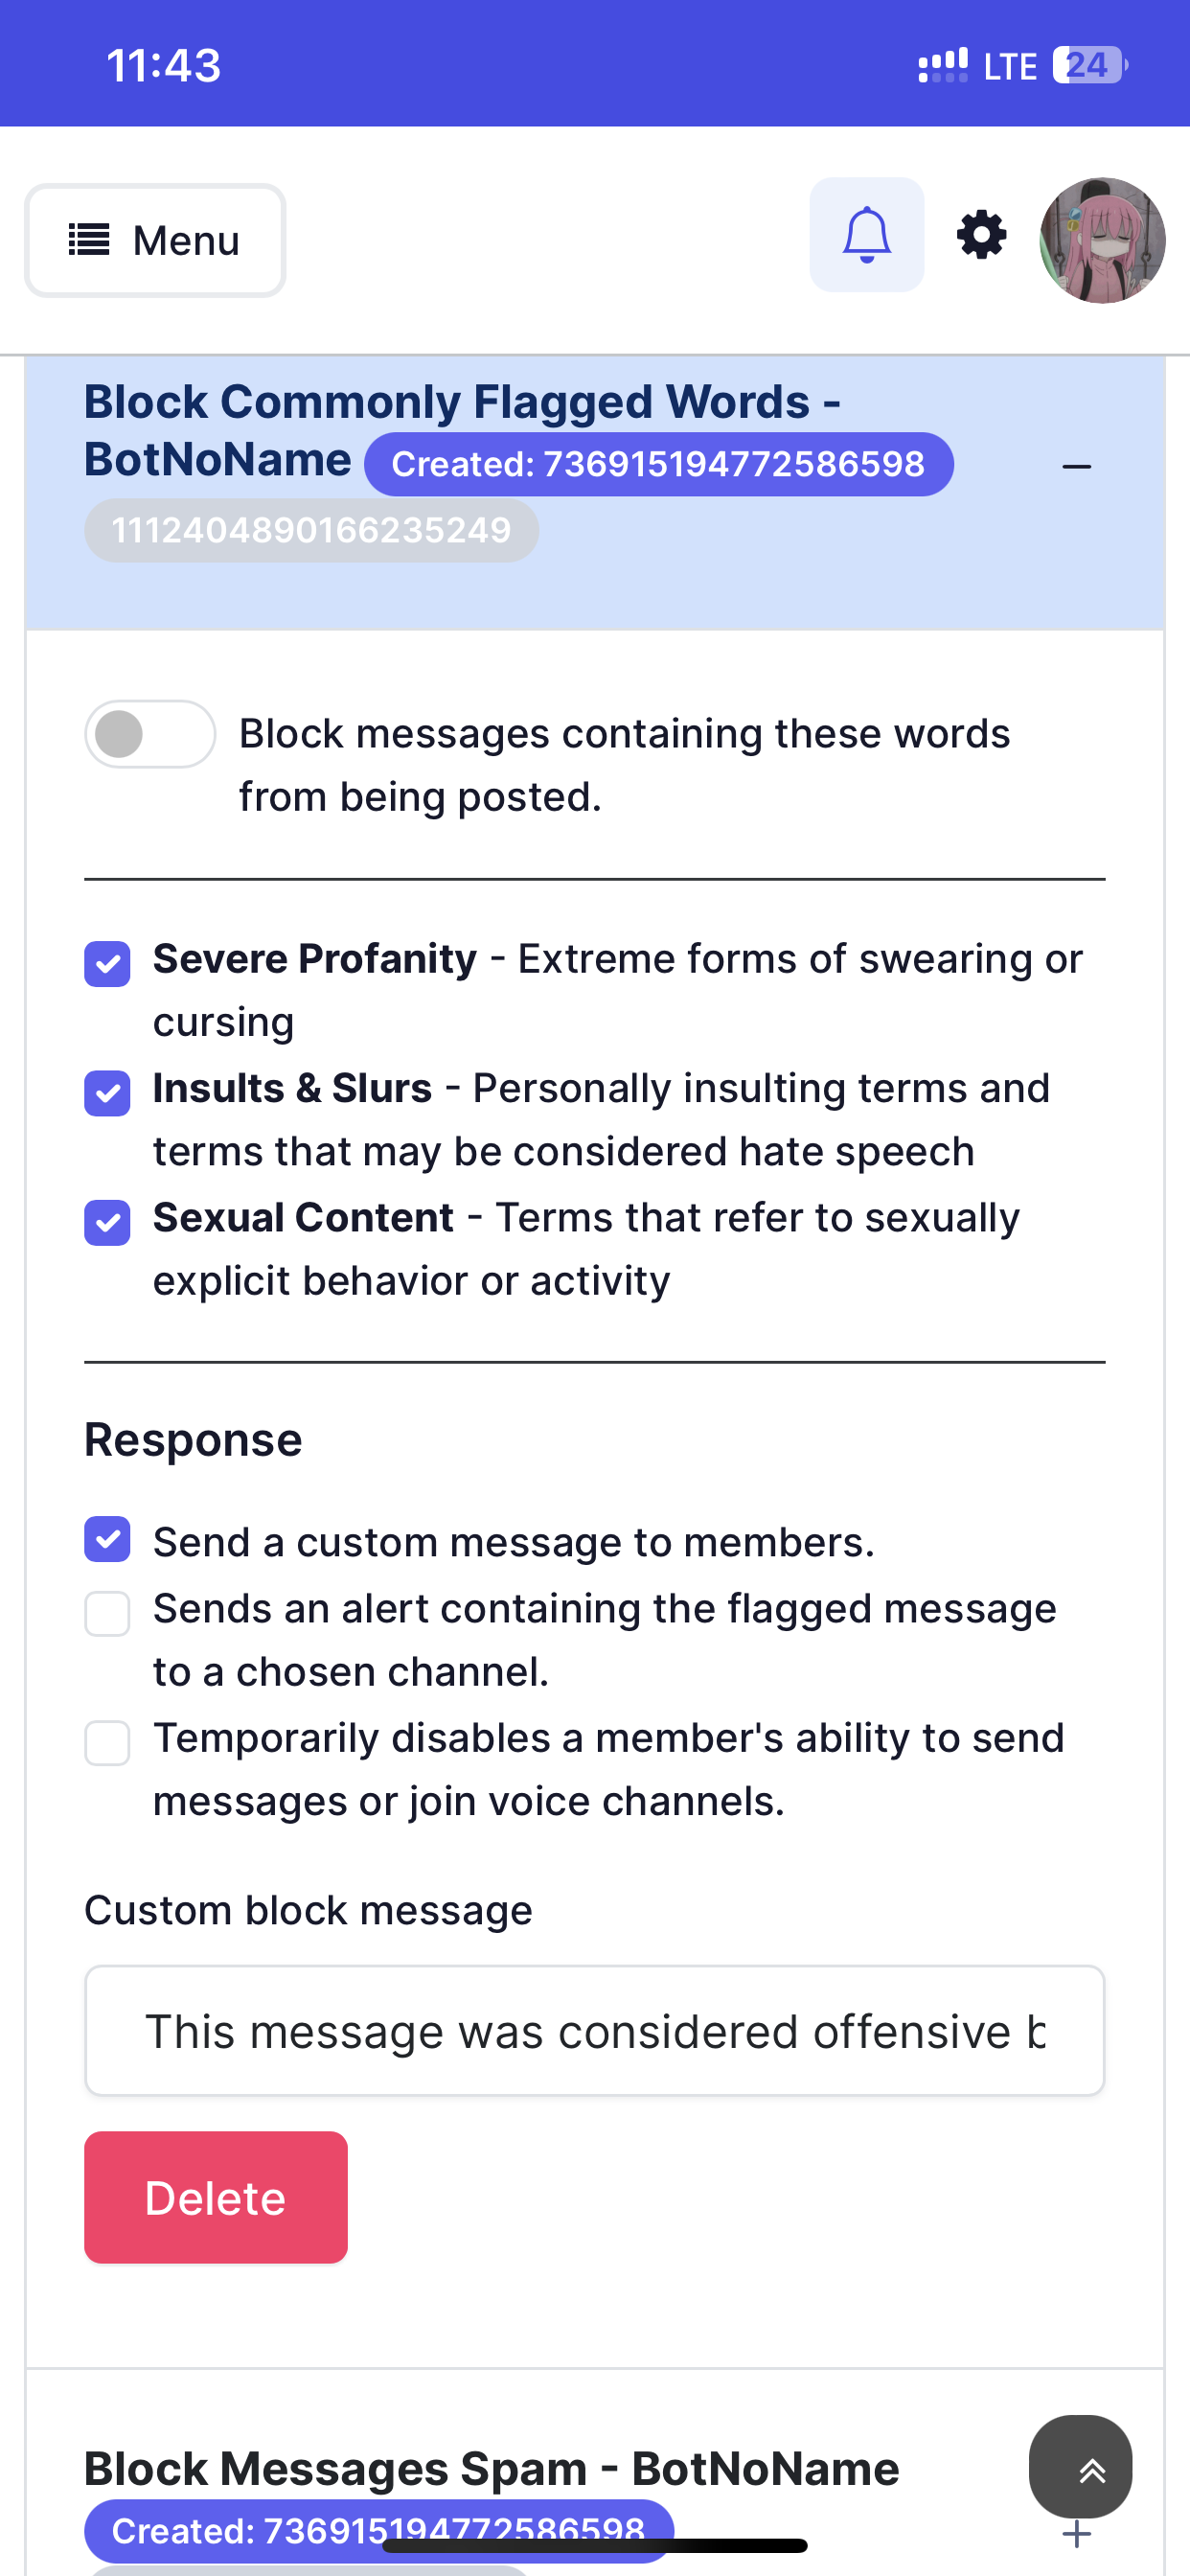 11:43
LTE 24
Menu
Block Commonly Flagged Words -
BotNoName Created: 736915194772586598
1112404890166235249
Block messages containing these words
from being posted.
Severe Profanity - Extreme forms of swearing or
cursing
Insults & Slurs - Personally insulting terms and
terms that may be considered hate speech
Sexual Content - Terms that refer to sexually
explicit behavior or activity
Response
Send a custom message to members.
Sends an alert containing the flagged message
to a chosen channel.
Temporarily disables a member's ability to send
messages or join voice channels.
Custom block message
This message was considered offensive b
Delete
Block Messages Spam - BotNoName
Created: 736915194772586598